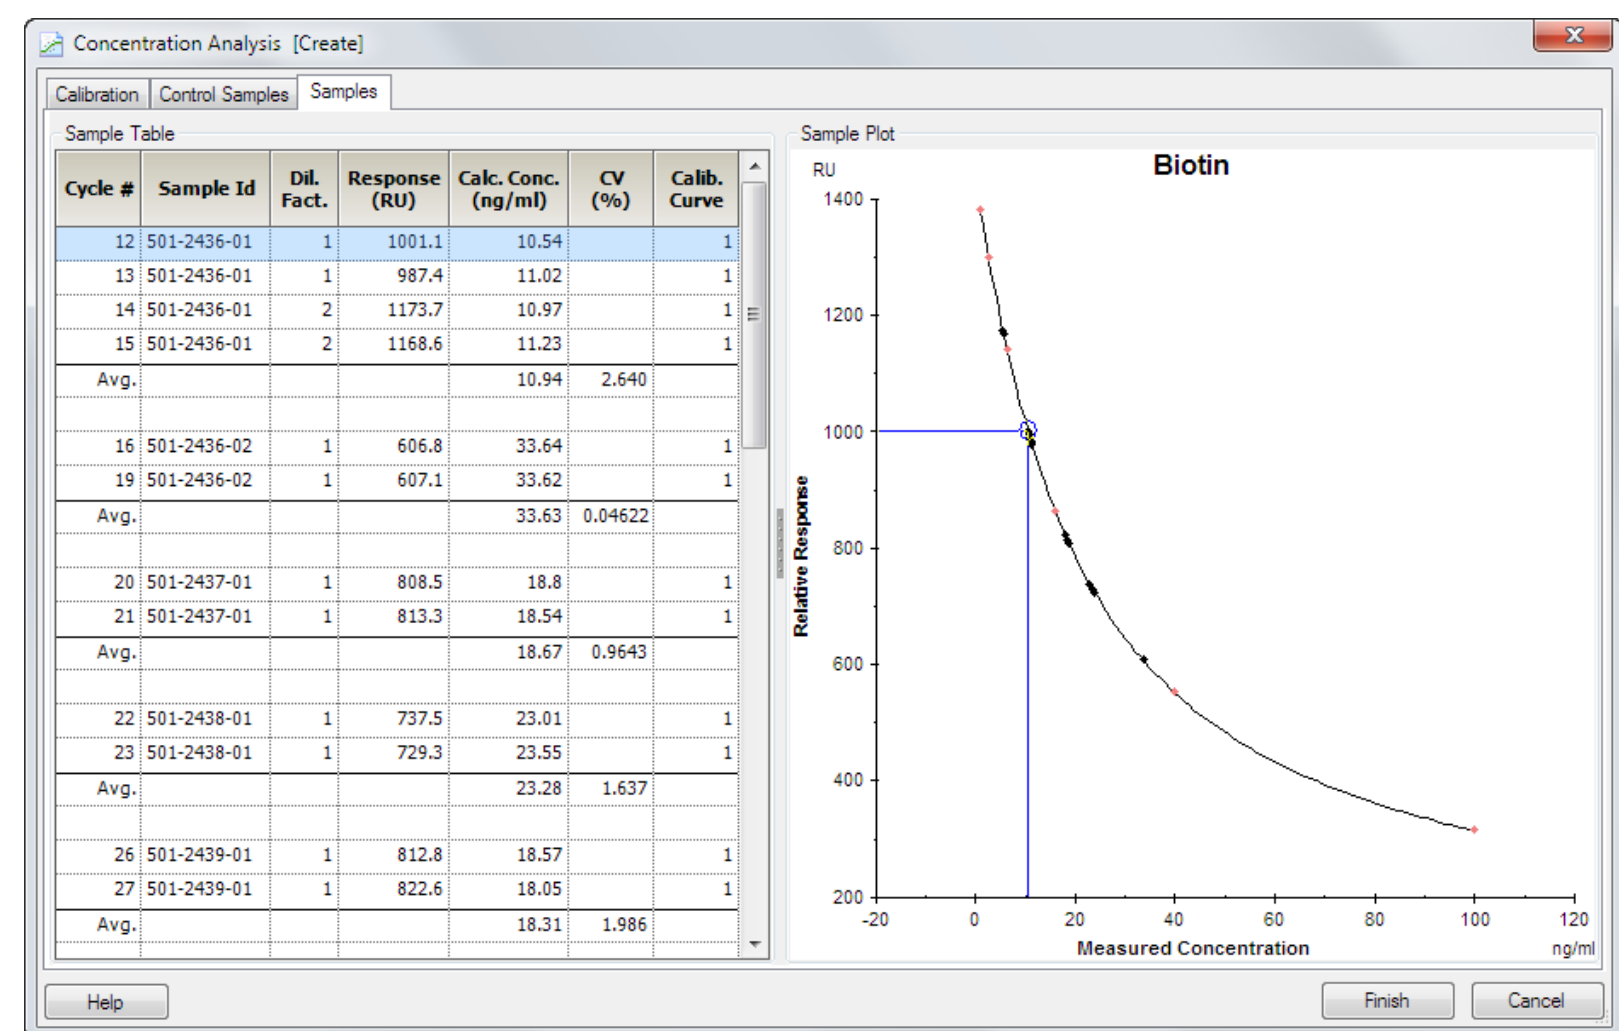 Concentration Analysis [Create]
Calibration Control Samples Samples
Sample Table
Cycle # Sample Id Dil. Fact. Response (RU) Calc. Conc. (ng/ml) CV (%) Calib. Curve
12 501-2436-01 1 1001.1 10.54 1
13 501-2436-01 1 987.4 11.02 1
14 501-2436-01 2 1173.7 10.97 1
15 501-2436-01 2 1168.6 11.23 1
Avg. 10.94 2.640
16 501-2436-02 1 606.8 33.64 1
19 501-2436-02 1 607.1 33.62 1
Avg. 33.63 0.04622
20 501-2437-01 1 808.5 18.8 1
21 501-2437-01 1 813.3 18.54 1
Avg. 18.67 0.9643
22 501-2438-01 1 737.5 23.01 1
23 501-2438-01 1 729.3 23.55 1
Avg. 23.28 1.637
26 501-2439-01 1 812.8 18.57 1
27 501-2439-01 1 822.6 18.05 1
Avg. 18.31 1.986
Sample Plot
Biotin
RU
1400
1200
1000
800
600
400
200
Relative Response
-20 0 20 40 60 80 100 120
Measured Concentration
ng/ml
Help Finish Cancel